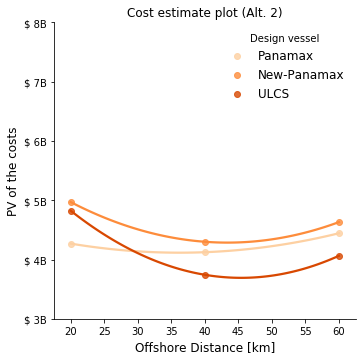 Cost estimate plot (Alt. 2)
Design vessel
Panamax
New-Panamax
ULCS
PV of the costs
$ 8B
$ 7B
$ 6B
$ 5B
$ 4B
$ 3B
20 25 30 35 40 45 50 55 60
Offshore Distance [km]